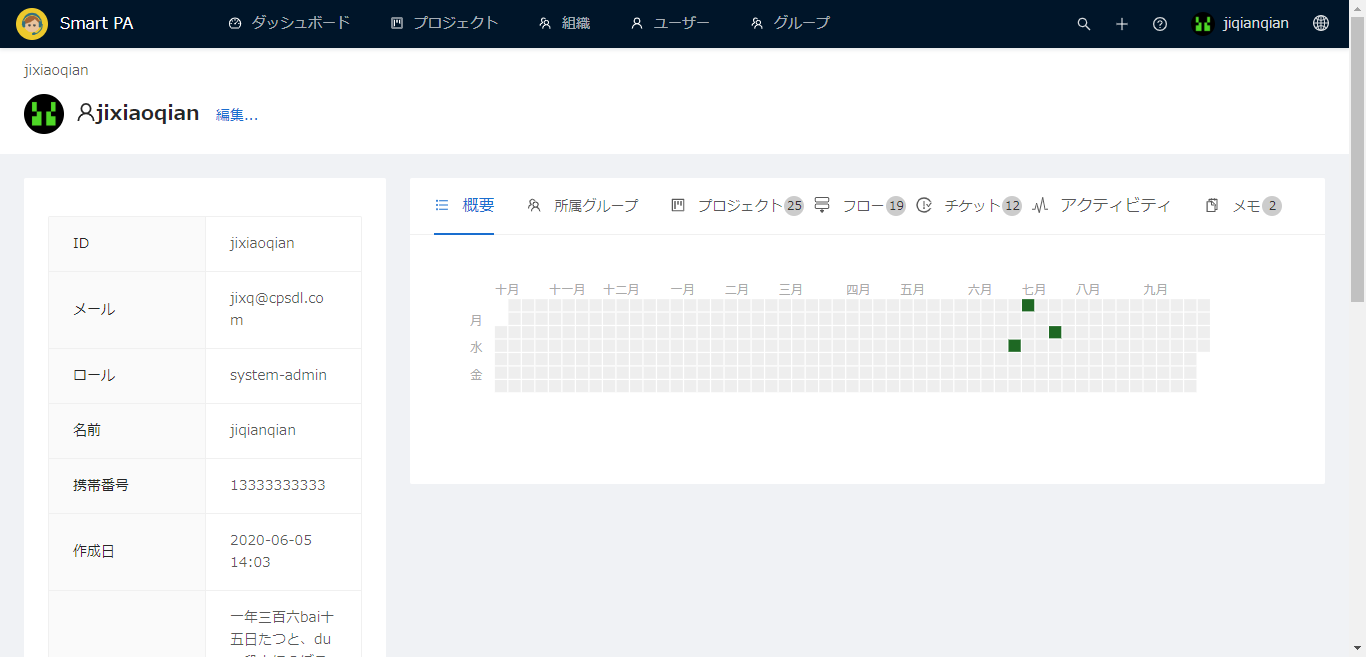 Smart PA ダッシュボード プロジェクト 組織 ユーザー グループ jiqianqian
jixiaoqian
jixiaoqian 編集...
概要 所属グループ プロジェクト 25 フロー 19 チケット 12 アクティビティ メモ 2
ID jixiaoqian
メール jixq@cpsdl.co
m
ロール system-admin
名前 jiqianqian
携帯番号 13333333333
作成日 2020-06-05
14:03
一年三百六bai十
五日たつと、du
十月 十一月 十二月 一月 二月 三月 四月 五月 六月 七月 八月 九月
月
水
金